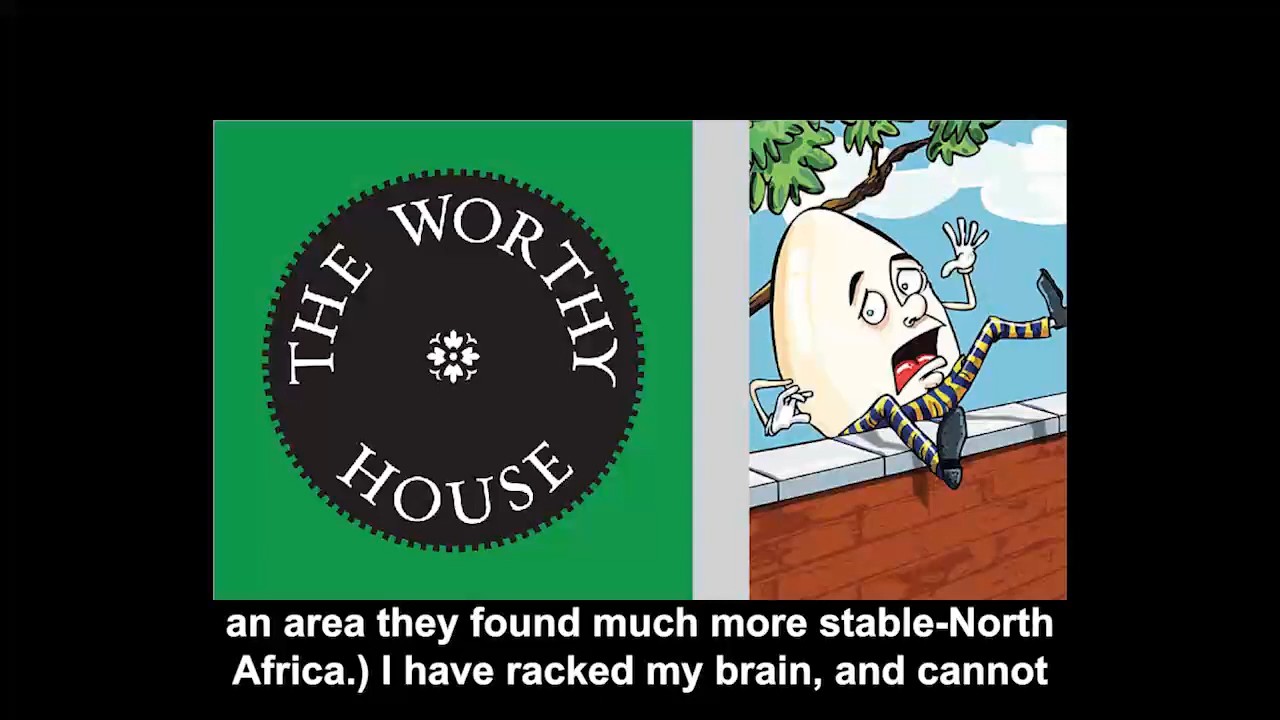 THE WORTHY
HOUSE
an area they found much more stable-North
Africa.) I have racked my brain, and cannot